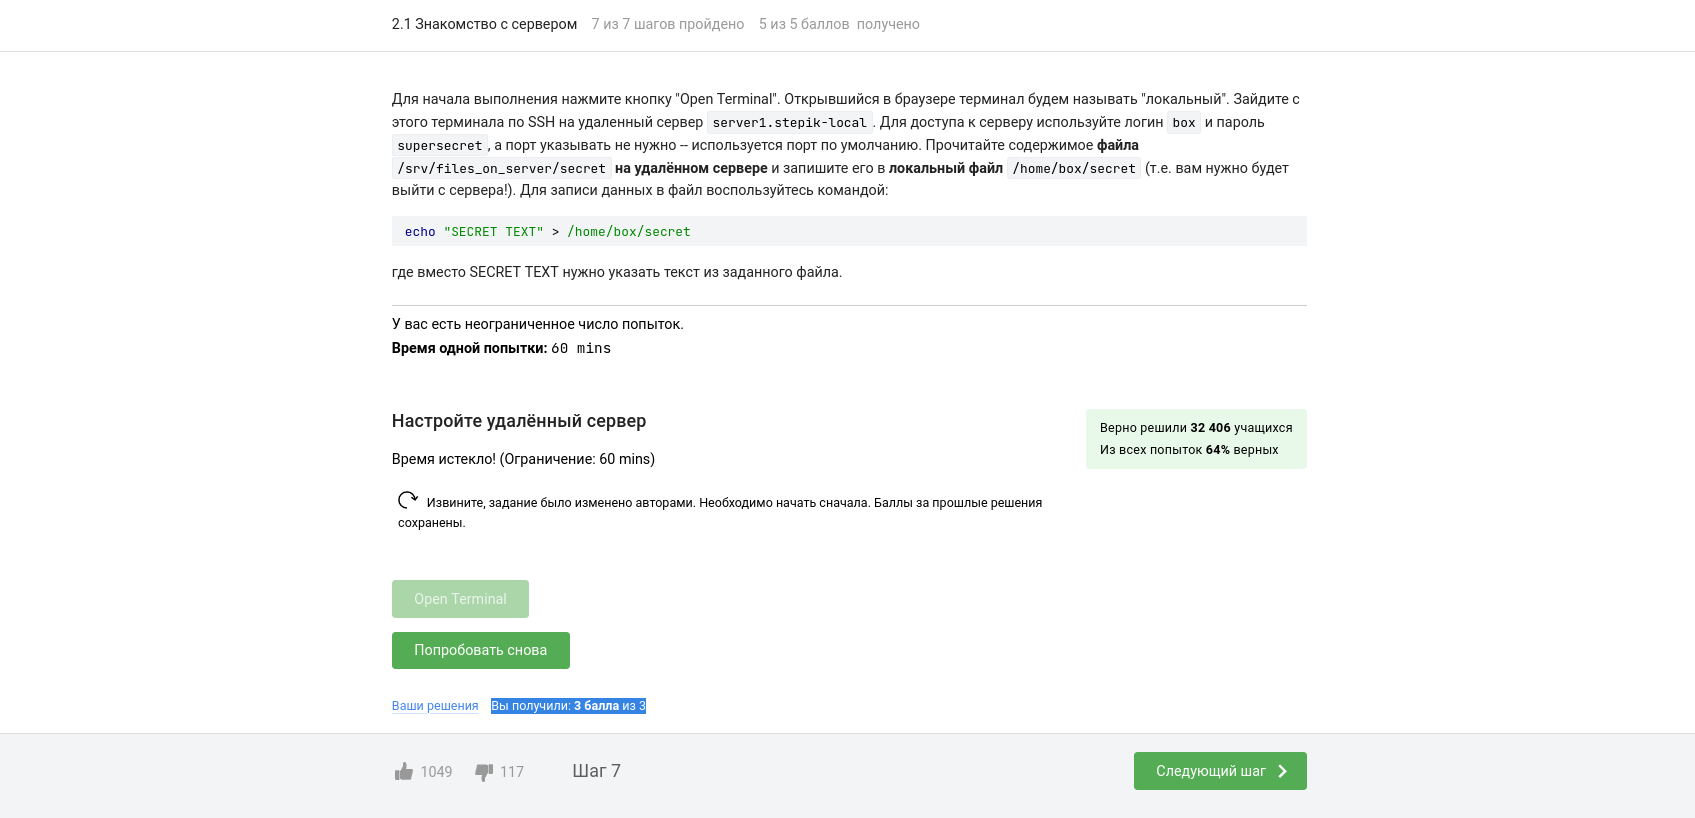 2.1 Знакомство с сервером 7 из 7 шагов пройдено 5 из 5 баллов получено
Для начала выполнения нажмите кнопку "Open Terminal". Открывшийся в браузере терминал будем называть "локальный". Зайдите с
этого терминала по SSH на удаленный сервер server1.stepik-local. Для доступа к серверу используйте логин box и пароль
supersecret, а порт указывать не нужно -- используется порт по умолчанию. Прочитайте содержимое файла
/srv/files_on_server/secret на удалённом сервере и запишите его в локальный файл /home/box/secret (т.е. вам нужно будет
выйти с сервера!). Для записи данных в файл воспользуйтесь командой:
echo "SECRET TEXT" > /home/box/secret
где вместо SECRET TEXT нужно указать текст из заданного файла.
У вас есть неограниченное число попыток.
Время одной попытки: 60 mins
Настройте удалённый сервер
Верно решили 32 406 учащихся
Из всех попыток 64% верных
Время истекло! (Ограничение: 60 mins)
Извините, задание было изменено авторами. Необходимо начать сначала. Баллы за прошлые решения
сохранены.
Open Terminal
Попробовать снова
Ваши решения Вы получили: 3 балла из 3
1049 117 Шаг 7 Следующий шаг